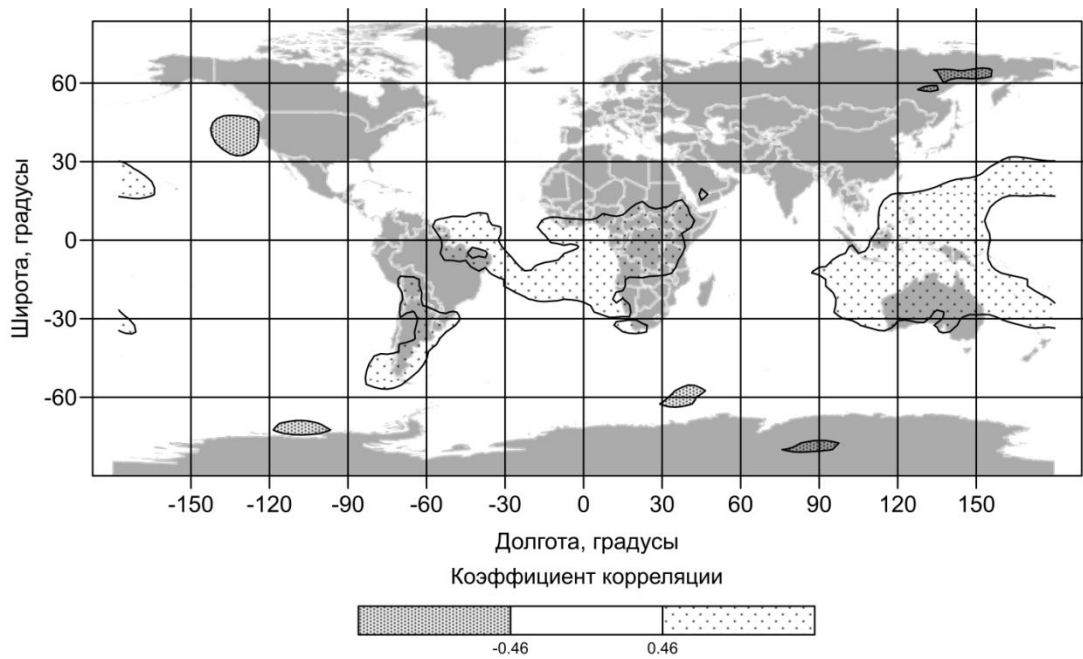 60
30
0
-30
-60
Широта, градусы
-150 -120 -90 -60 -30 0 30 60 90 120 150
Долгота, градусы
Коэффициент корреляции
-0.46 0.46